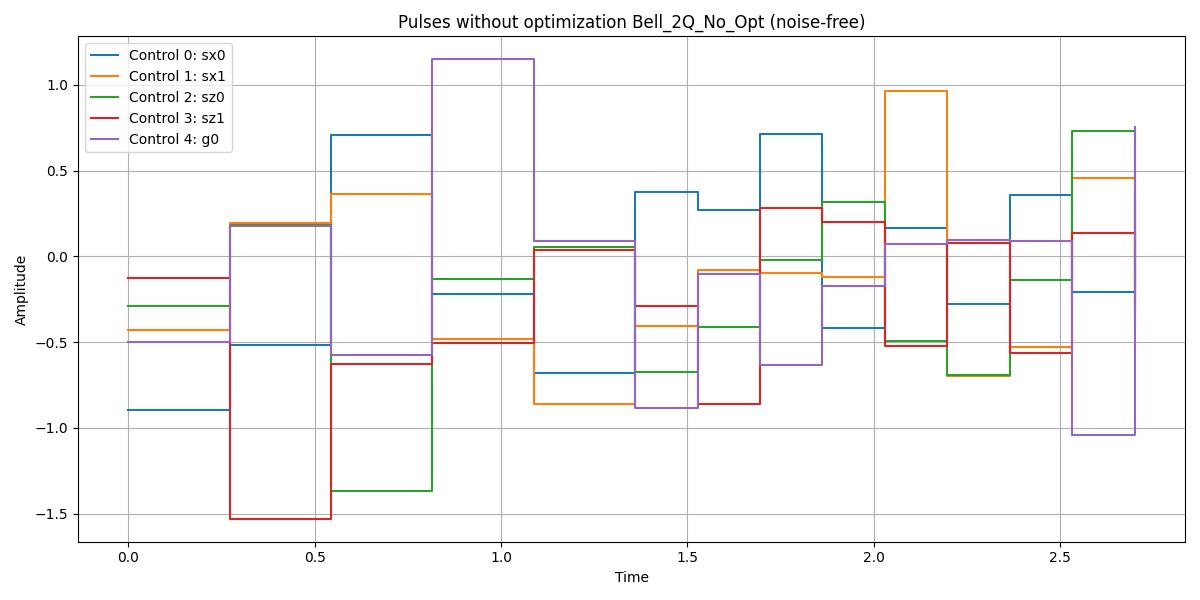 Pulses without optimization Bell_2Q_No_Opt (noise-free)
Control 0: sx0
Control 1: sx1
Control 2: sz0
Control 3: sz1
Control 4: g0
1.0
0.5
0.0
−0.5
−1.0
−1.5
Amplitude
0.0 0.5 1.0 1.5 2.0 2.5
Time